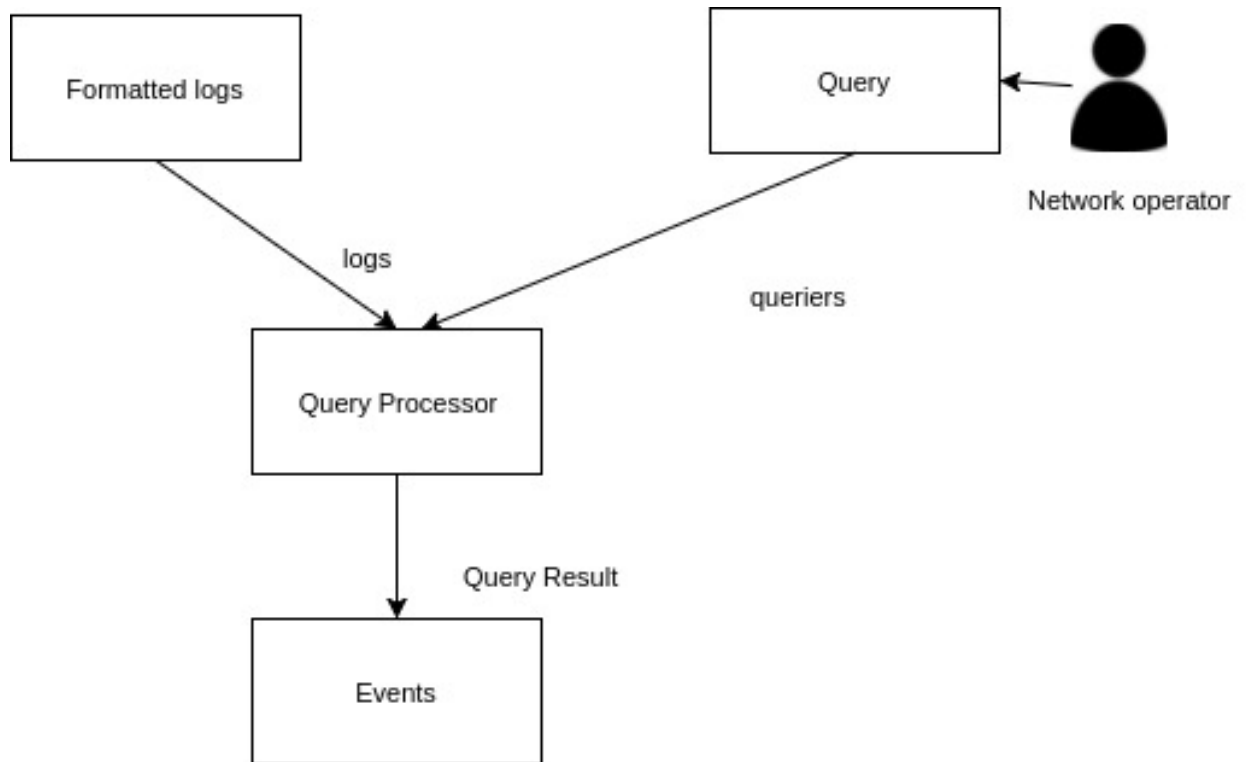 Formatted logs
Query
Network operator
logs
queriers
Query Processor
Query Result
Events